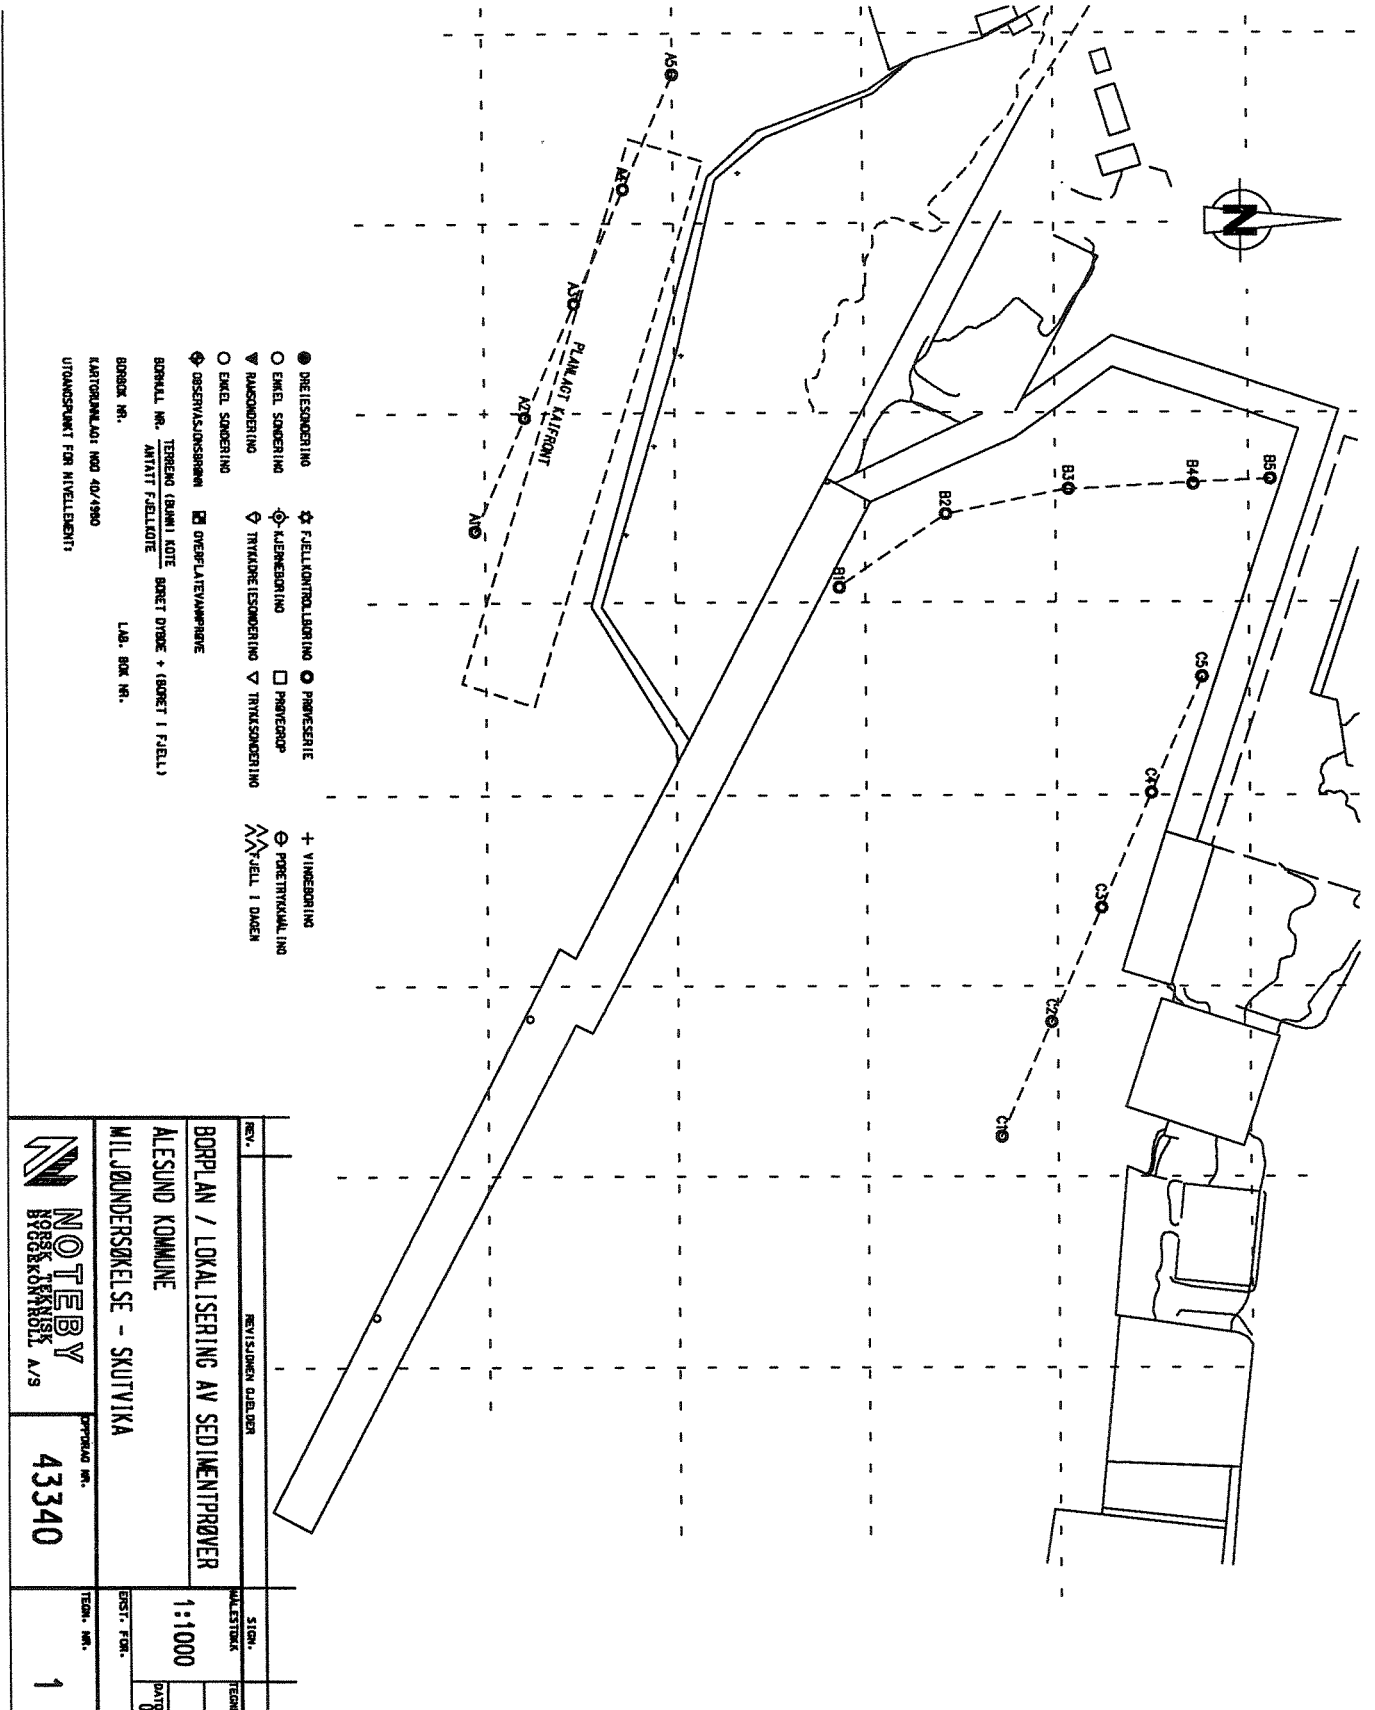 A5
A4
A3
A2
A1
B5
B4
B3
B2
B1
C5
C4
C3
C2
C1
N
PLANLAGT KAIFRONT
DREIESONDERING
FJELLKONTROLLBORING
PRØVESERIE
VINGEBORING
ENKEL SONDERING
KJERNEBORING
PRØVEGROP
PORETRYKKMÅLING
RAMSONDERING
TRYKKDREIESONDERING
TRYKKSONDERING
FJELL I DAGEN
ENKEL SONDERING
OBSERVASJONSBRØNN
OVERFLATEVANNPRØVE
BORHULL NR. TERRENG (BUNN) KOTE BORET DYBDE + (BORET I FJELL)
ANTATT FJELLKOTE
BORBOK NR. LAB. BOK NR.
KARTGRUNNLAG: NGO 40/4980
UTGANGSPUNKT FOR NIVELLEMENT:
REV. REVISJONEN GJELDER SIGN.
BORPLAN / LOKALISERING AV SEDIMENTPRØVER
ÅLESUND KOMMUNE
MILJØUNDERSØKELSE - SKUTVIKA
MÅLESTOKK
1:1000
ERST. FOR.
NOTEBY
NORSK TEKNISK
BYGGEKONTROLL A/S
OPPDRAG NR.
43340
TEGN. NR.
1